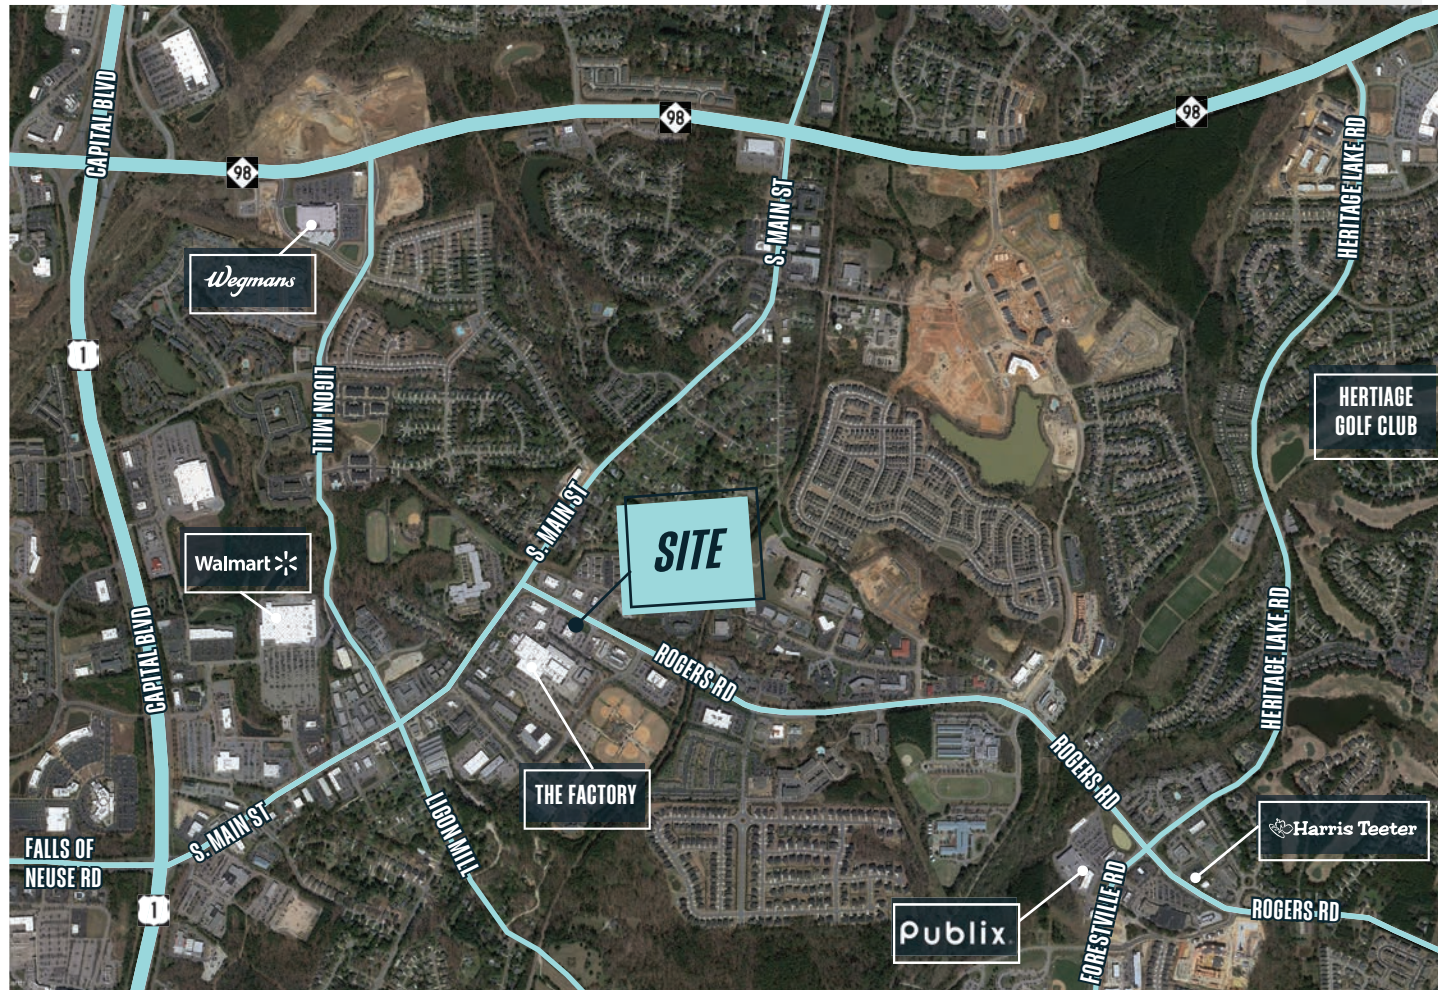 CAPITAL BLVD
98
98
98
HERITAGE LAKE RD
S. MAIN ST
Wegmans
1
LIGON MILL
HERTIAGE
GOLF CLUB
S. MAIN ST
SITE
Walmart
CAPITAL BLVD
ROGERS RD
HERITAGE LAKE RD
ROGERS RD
THE FACTORY
LIGON MILL
S. MAIN ST
FALLS OF
NEUSE RD
Harris Teeter
1
Publix
FORESTVILLE RD
ROGERS RD